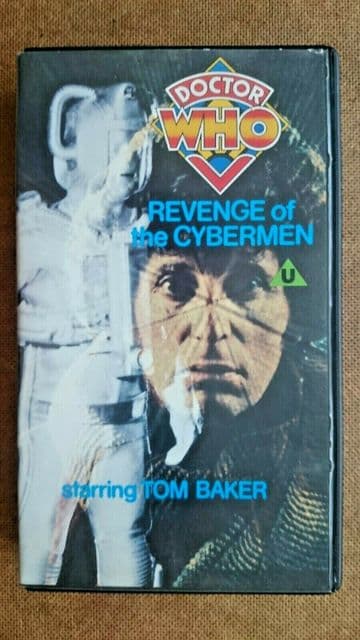 DOCTOR
WHO
REVENGE of
the CYBERMEN
U
starring TOM BAKER